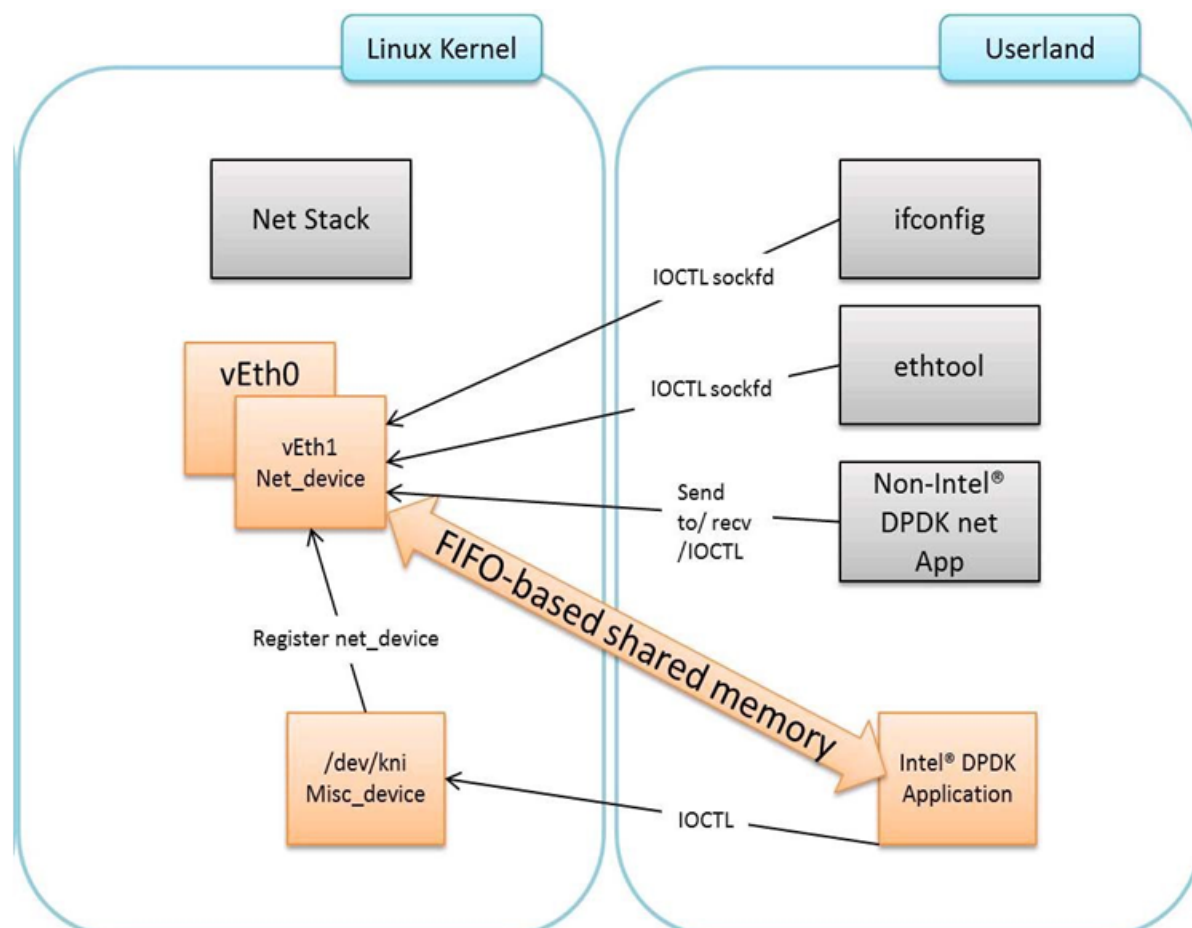 Linux Kernel
Userland
Net Stack
ifconfig
IOCTL sockfd
vEth0
ethtool
IOCTL sockfd
vEth1
Net_device
Non-Intel®
DPDK net
App
Send
to/ recv
/IOCTL
FIFO-based shared memory
Register net_device
/dev/kni
Misc_device
Intel® DPDK
Application
IOCTL